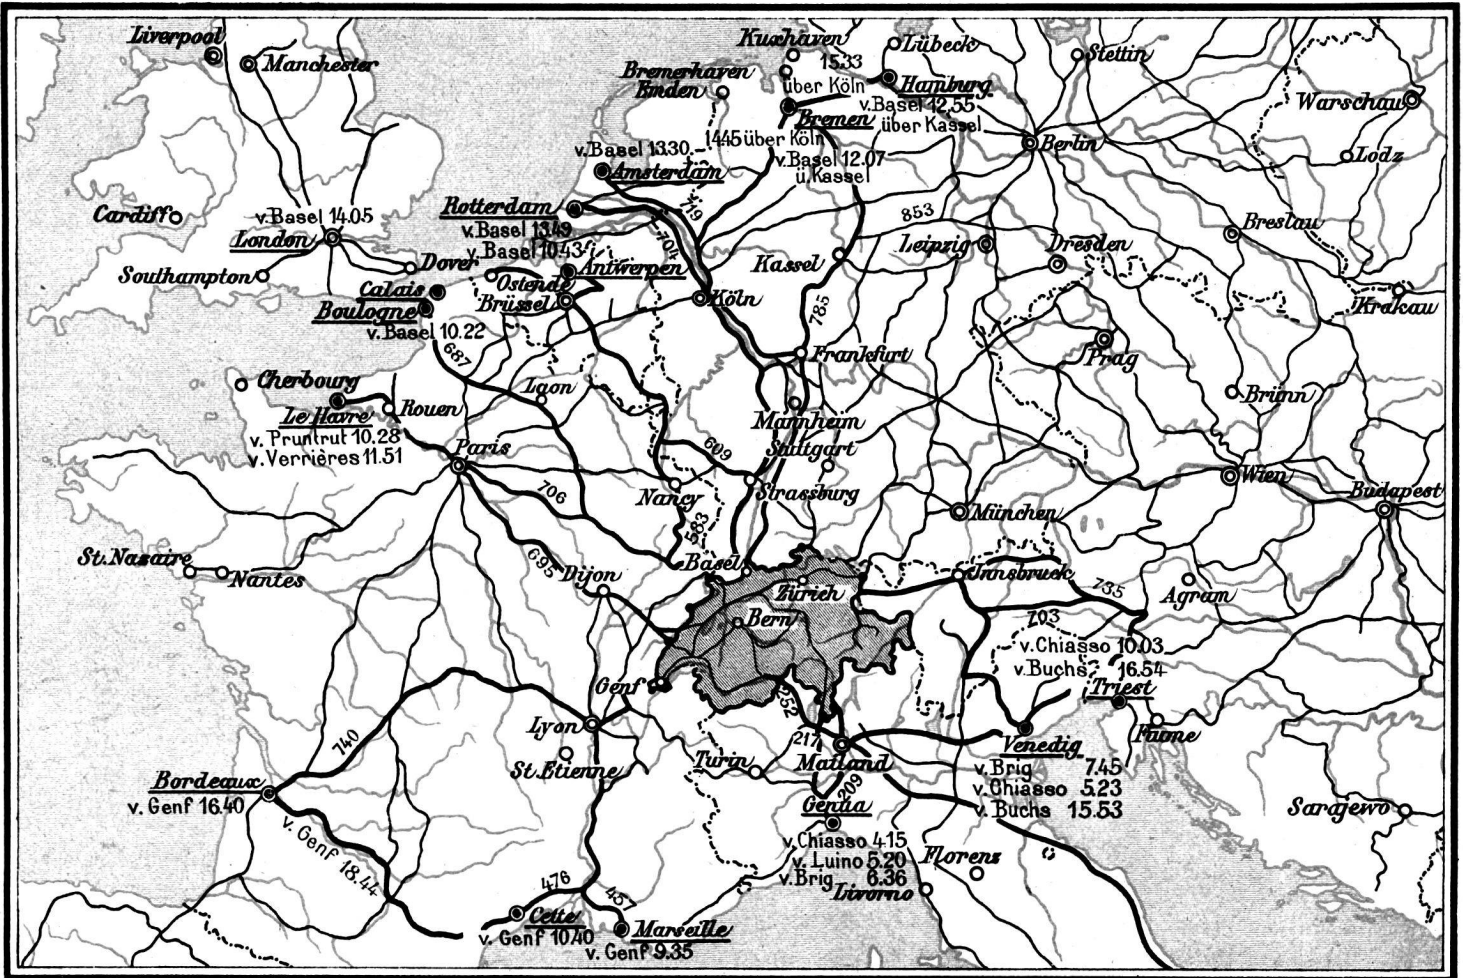 Liverpool
Manchester
Kuxhaven
Lübeck
Stettin
15.33
Bremerhaven
Emden
über Köln
Hamburg
v. Basel 12.55
über Kassel
Warschau
Bremen
1445 über Köln
Berlin
v. Basel 13.30
Amsterdam
v. Basel 12.07
ü. Kassel
Lodz
Cardiff
v. Basel 14.05
London
Rotterdam
v. Basel 13.49
v. Basel 10.43
719
704
853
Leipzig
Dresden
Breslau
Kassel
Dover
Southampton
Ostende
Antwerpen
Brüssel
Calais
Boulogne
v. Basel 10.22
Köln
785
Krakau
687
Frankfurt
Prag
Cherbourg
Laon
Le Havre
Rouen
v. Pruntrut 10.28
v. Verrières 11.51
Brünn
Mannheim
Stuttgart
Paris
609
706
Nancy
Strassburg
Wien
Budapest
München
583
695
St. Nazaire
Nantes
Dijon
Basel
Zürich
Bern
Innsbruck
735
Agram
703
v. Chiasso 10.03
v. Buchs 16.54
Triest
Genf
252
Lyon
217
Mailand
Venedig
Fiume
740
St. Etienne
Turin
209
v. Brig 7.45
v. Chiasso 5.23
v. Buchs 15.53
Bordeaux
v. Genf 16.40
Genua
Sarajewo
v. Genf 18.44
v. Chiasso 4.15
v. Luino 5.20
v. Brig 6.36
Florenz
Livorno
476
457
Cette
v. Genf 10.40
Marseille
v. Genf 9.35